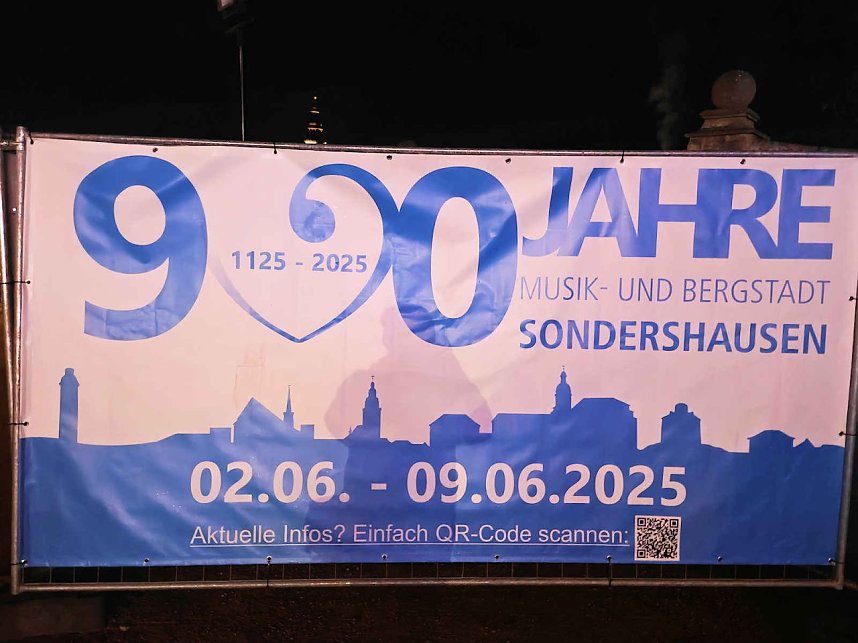 900 JAHRE
1125 - 2025
MUSIK- UND BERGSTADT
SONDERSHAUSEN
02.06. - 09.06.2025
Aktuelle Infos? Einfach QR-Code scannen: